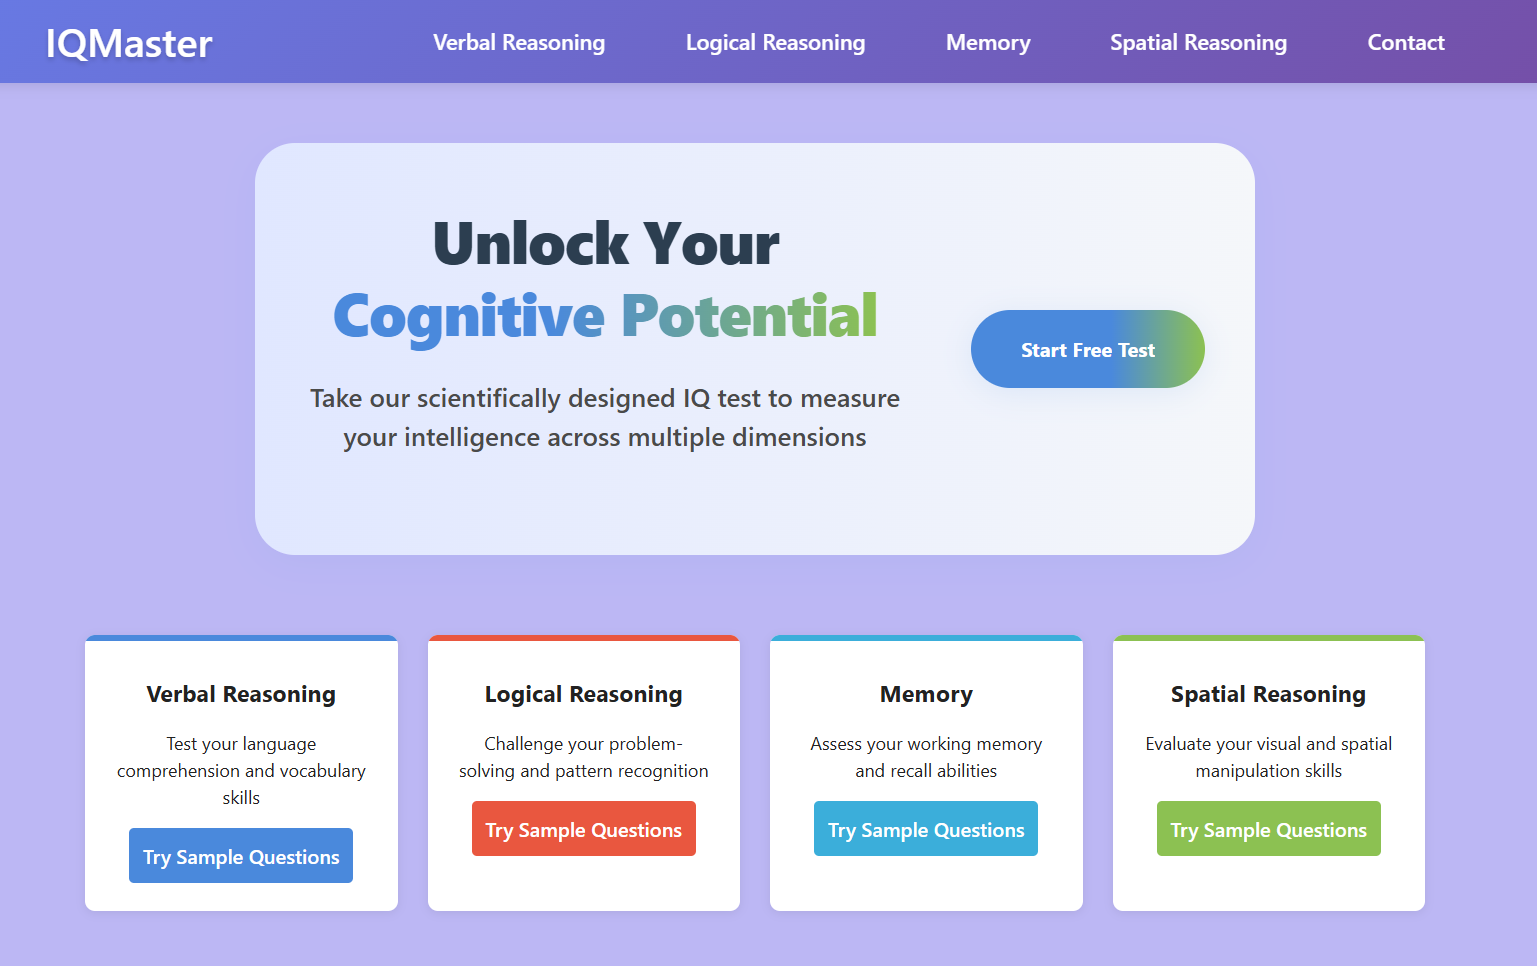 IQMaster
Verbal Reasoning
Logical Reasoning
Memory
Spatial Reasoning
Contact
Unlock Your
Cognitive Potential
Take our scientifically designed IQ test to measure
your intelligence across multiple dimensions
Start Free Test
Verbal Reasoning
Test your language
comprehension and vocabulary
skills
Try Sample Questions
Logical Reasoning
Challenge your problem-
solving and pattern recognition
Try Sample Questions
Memory
Assess your working memory
and recall abilities
Try Sample Questions
Spatial Reasoning
Evaluate your visual and spatial
manipulation skills
Try Sample Questions